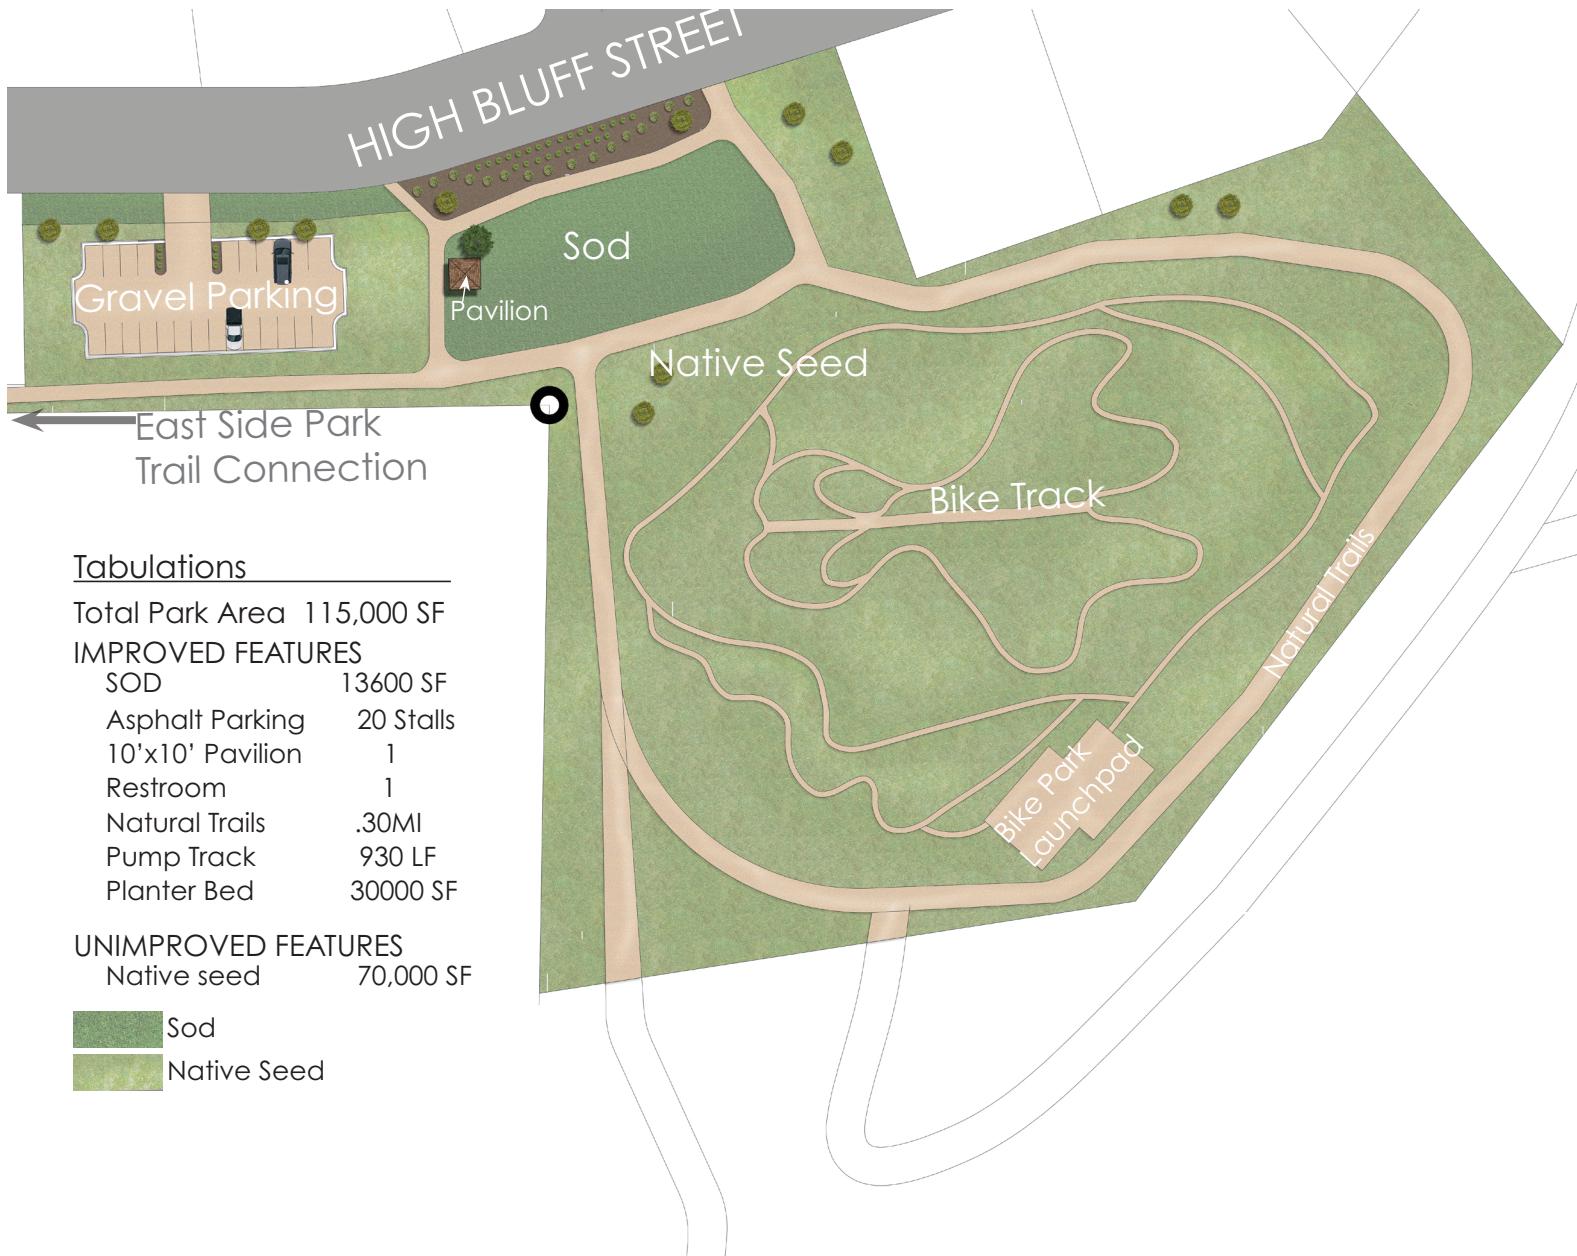 HIGH BLUFF STREET
Sod
Gravel Parking
Pavilion
Native Seed
East Side Park
Trail Connection
Bike Track
Natural Trails
Bike Park
Launchpad
Tabulations
Total Park Area 115,000 SF
IMPROVED FEATURES
SOD 13600 SF
Asphalt Parking 20 Stalls
10’x10’ Pavilion 1
Restroom 1
Natural Trails .30MI
Pump Track 930 LF
Planter Bed 30000 SF
UNIMPROVED FEATURES
Native seed 70,000 SF
Sod
Native Seed